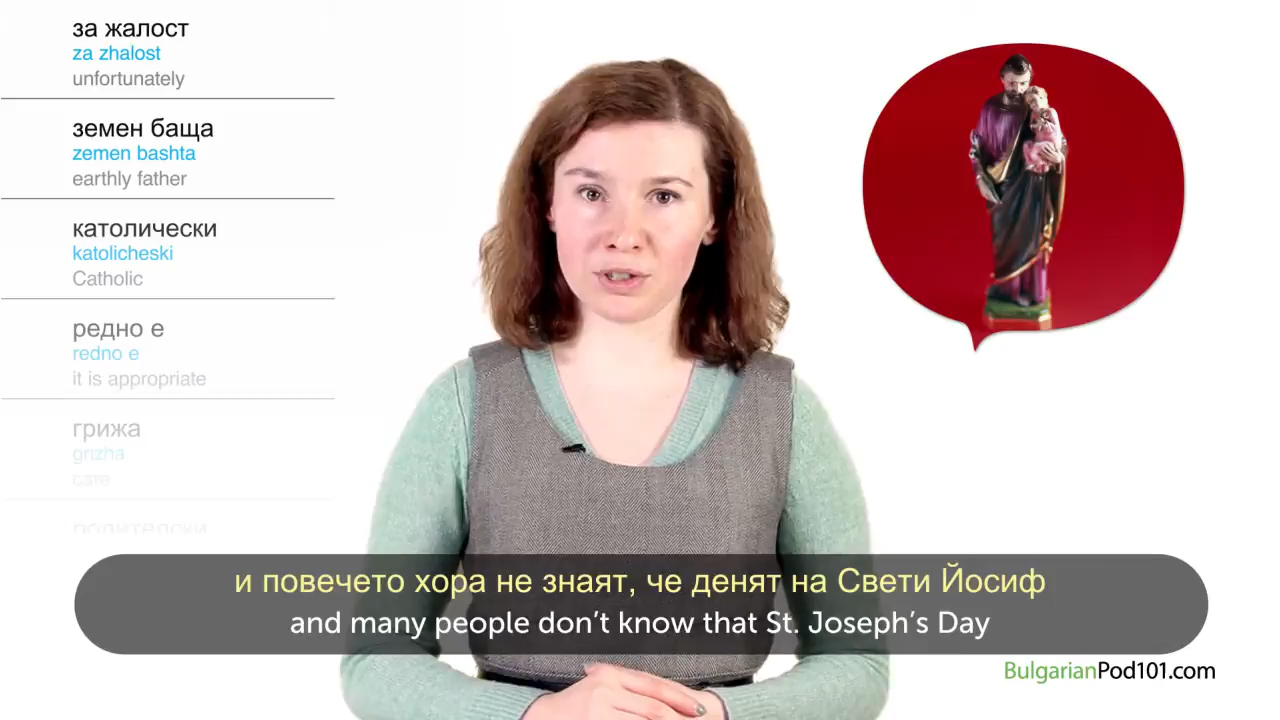 за жалост
za zhalost
unfortunately
земен баща
zemen bashta
earthly father
католически
katolicheski
Catholic
редно е
redno e
it is appropriate
грижа
grizha
care
родителски
и повечето хора не знаят, че денят на Свети Йосиф
and many people don't know that St. Joseph's Day
BulgarianPod101.com